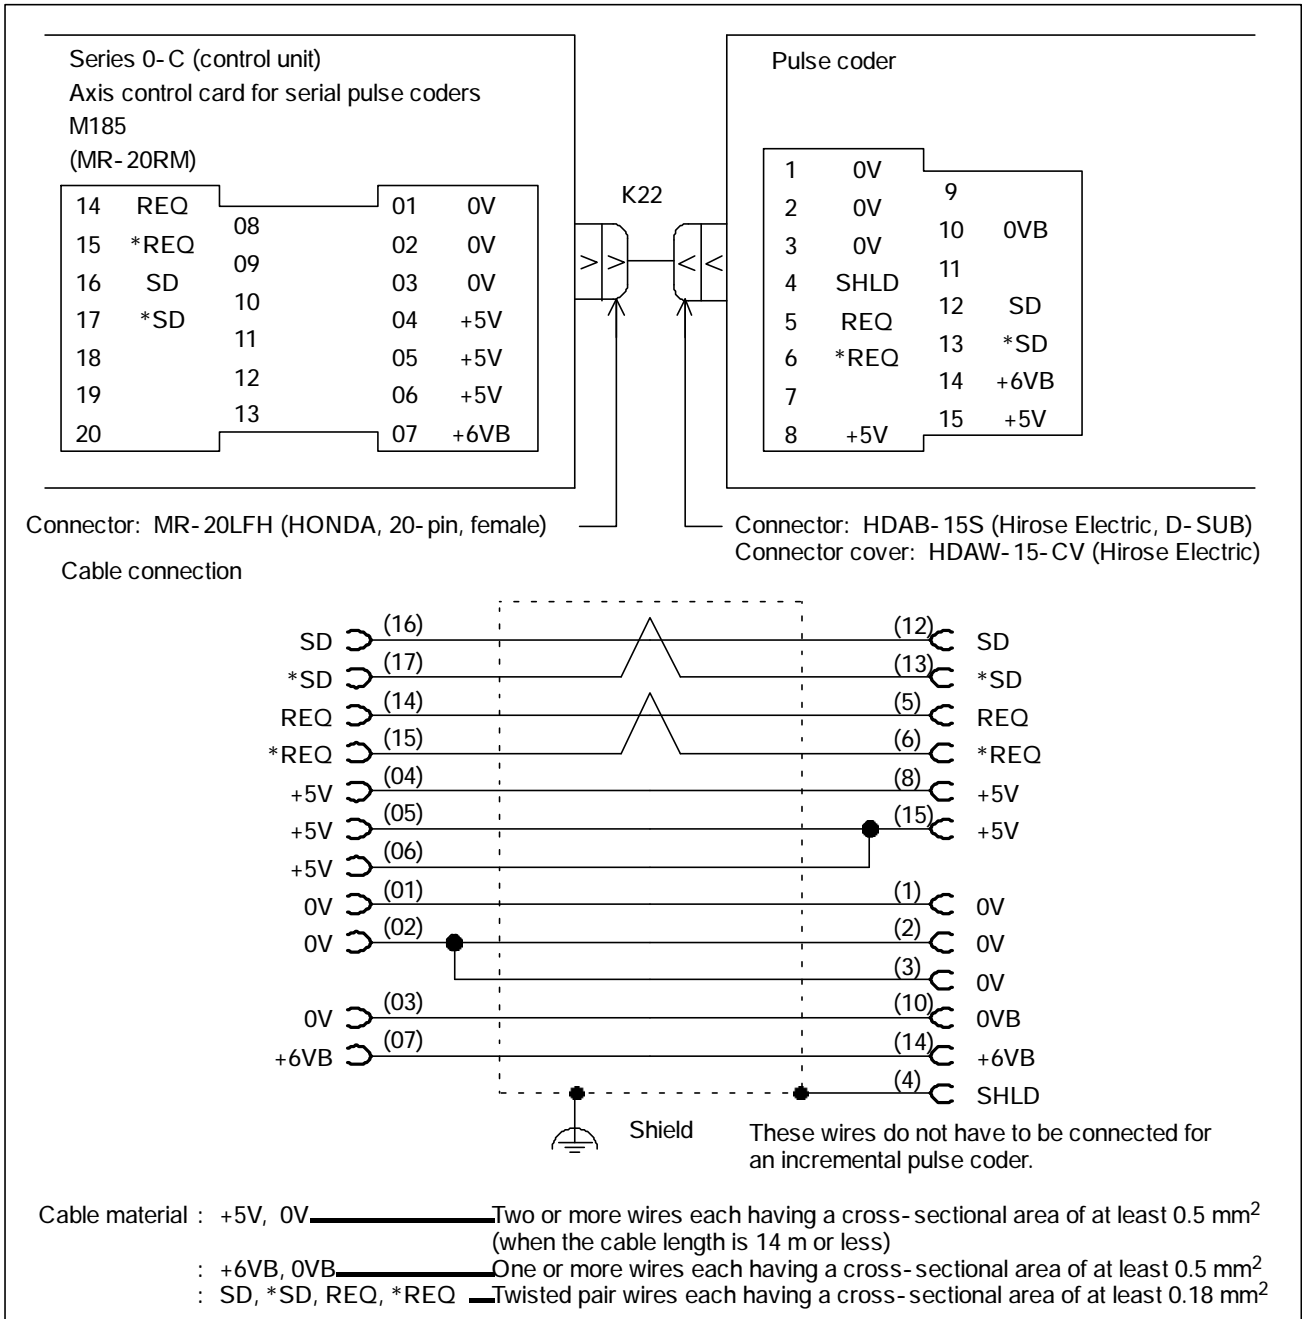 Series 0-C (control unit)
Axis control card for serial pulse coders
M185
(MR-20RM)
14 REQ 01 0V
08
15 *REQ 02 0V
09
16 SD 03 0V
10
17 *SD 04 +5V
11
18 05 +5V
12
19 06 +5V
13
20 07 +6VB
K22
Pulse coder
1 0V
9
2 0V
10 0VB
3 0V
11
4 SHLD
12 SD
5 REQ
13 *SD
6 *REQ
14 +6VB
7
15 +5V
8 +5V
Connector: MR-20LFH (HONDA, 20-pin, female)
Connector: HDAB-15S (Hirose Electric, D-SUB)
Connector cover: HDAW-15-CV (Hirose Electric)
Cable connection
SD (16) (12) SD
*SD (17) (13) *SD
REQ (14) (5) REQ
*REQ (15) (6) *REQ
+5V (04) (8) +5V
+5V (05) (15) +5V
+5V (06)
0V (01) (1) 0V
0V (02) (2) 0V
(3) 0V
0V (03) (10) 0VB
+6VB (07) (14) +6VB
(4) SHLD
Shield
These wires do not have to be connected for
an incremental pulse coder.
Cable material : +5V, 0V Two or more wires each having a cross-sectional area of at least 0.5 mm²
(when the cable length is 14 m or less)
: +6VB, 0VB One or more wires each having a cross-sectional area of at least 0.5 mm²
: SD, *SD, REQ, *REQ Twisted pair wires each having a cross-sectional area of at least 0.18 mm²